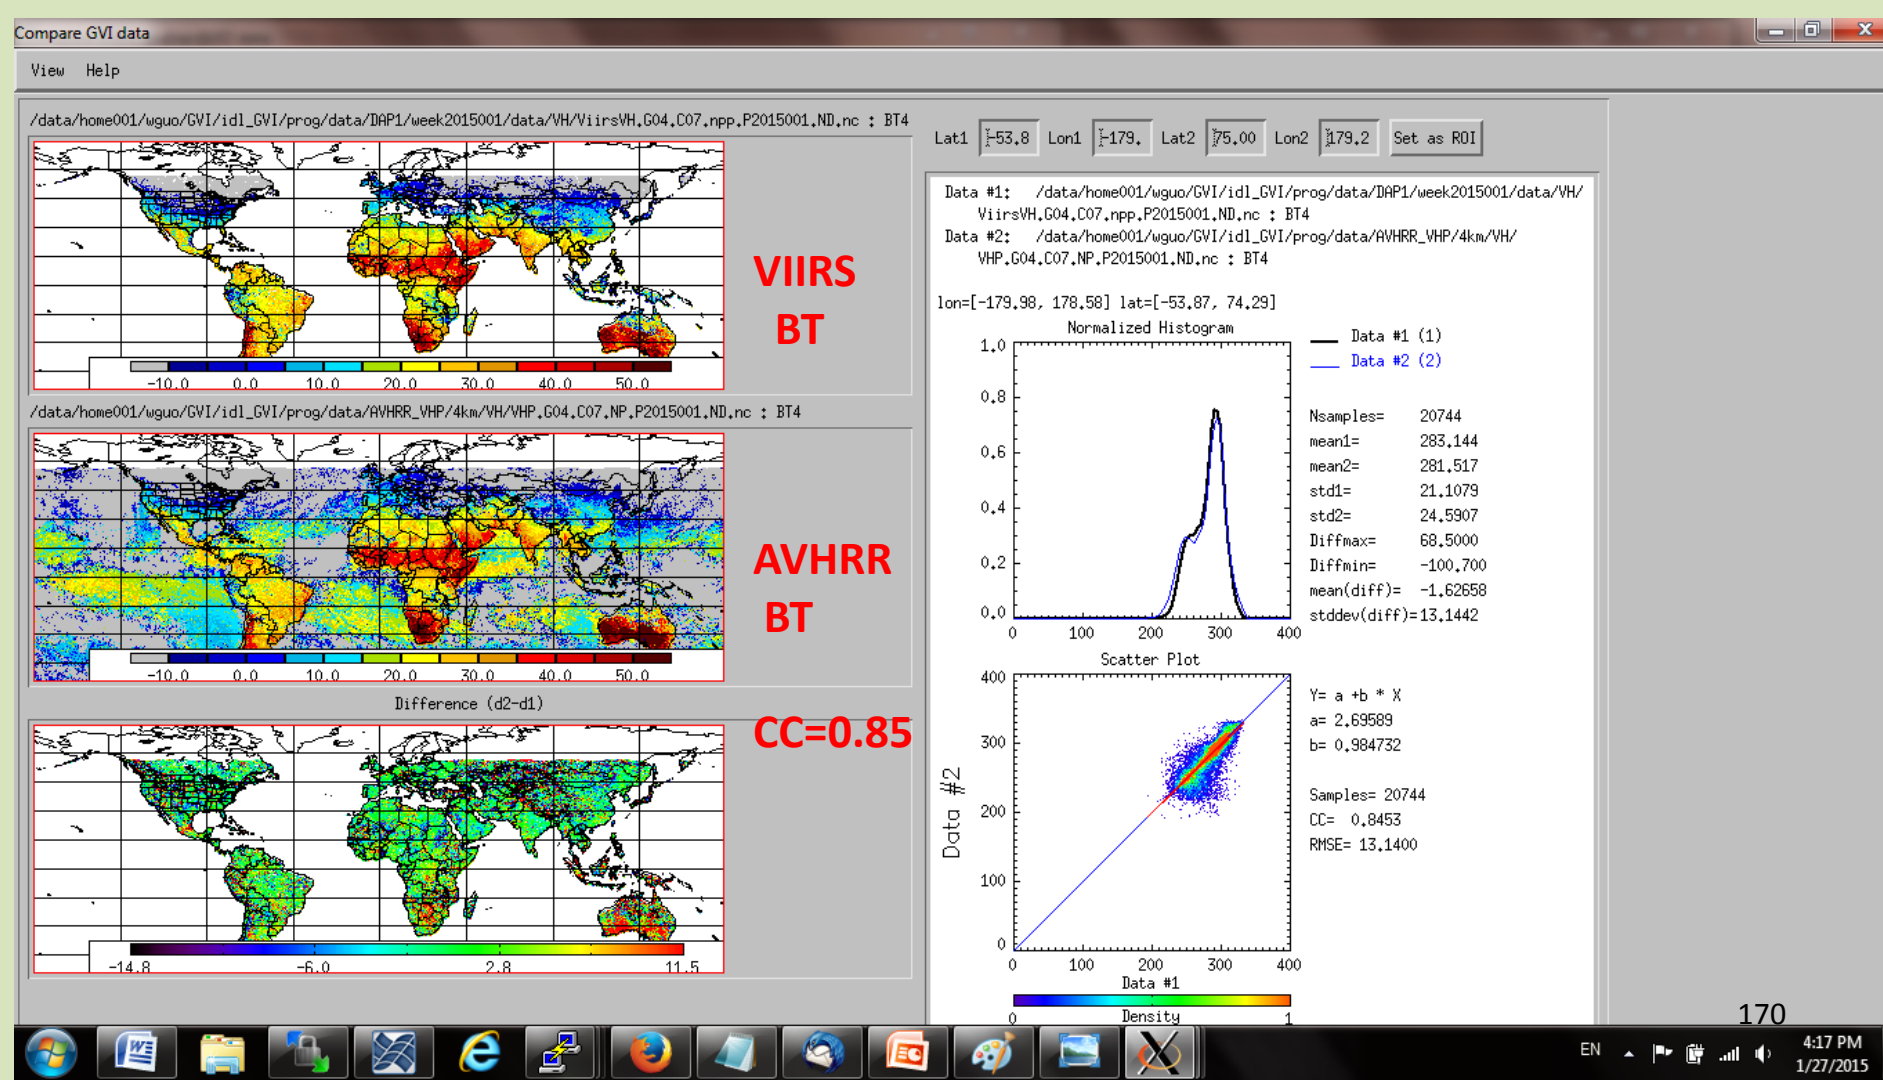 Compare GVI data
View Help
/data/home001/wguo/GVI/idl_GVI/prog/data/DAP1/week2015001/data/VH/ViirsVH.G04.C07.npp.P2015001.ND.nc : BT4
-10.0 0.0 10.0 20.0 30.0 40.0 50.0
VIIRS
BT
/data/home001/wguo/GVI/idl_GVI/prog/data/AVHRR_VHP/4km/VH/VHP.G04.C07.NP.P2015001.ND.nc : BT4
-10.0 0.0 10.0 20.0 30.0 40.0 50.0
AVHRR
BT
Difference (d2-d1)
CC=0.85
-14.8 -6.0 2.8 11.5
Lat1 -53.8 Lon1 -179. Lat2 75.00 Lon2 179.2 Set as ROI
Data #1: /data/home001/wguo/GVI/idl_GVI/prog/data/DAP1/week2015001/data/VH/
ViirsVH.G04.C07.npp.P2015001.ND.nc : BT4
Data #2: /data/home001/wguo/GVI/idl_GVI/prog/data/AVHRR_VHP/4km/VH/
VHP.G04.C07.NP.P2015001.ND.nc : BT4
lon=[-179.98, 178.58] lat=[-53.87, 74.29]
Normalized Histogram
1.0
0.8
0.6
0.4
0.2
0.0
0 100 200 300 400
Data #1 (1)
Data #2 (2)
Nsamples= 20744
mean1= 283.144
mean2= 281.517
std1= 21.1079
std2= 24.5907
Diffmax= 68.5000
Diffmin= -100.700
mean(diff)= -1.62658
stddev(diff)=13.1442
Scatter Plot
400
300
200
100
0
Data #2
0 100 200 300 400
Data #1
0 Density 1
Y= a +b * X
a= 2.69589
b= 0.984732
Samples= 20744
CC= 0.8453
RMSE= 13.1400
170
EN
4:17 PM
1/27/2015